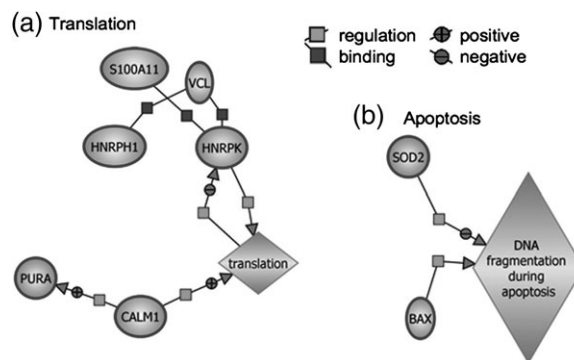 (a) Translation
regulation
positive
binding
negative
S100A11
VCL
HNRPH1
HNRPK
translation
PURA
CALM1
(b) Apoptosis
SOD2
DNA
fragmentation
during
apoptosis
BAX